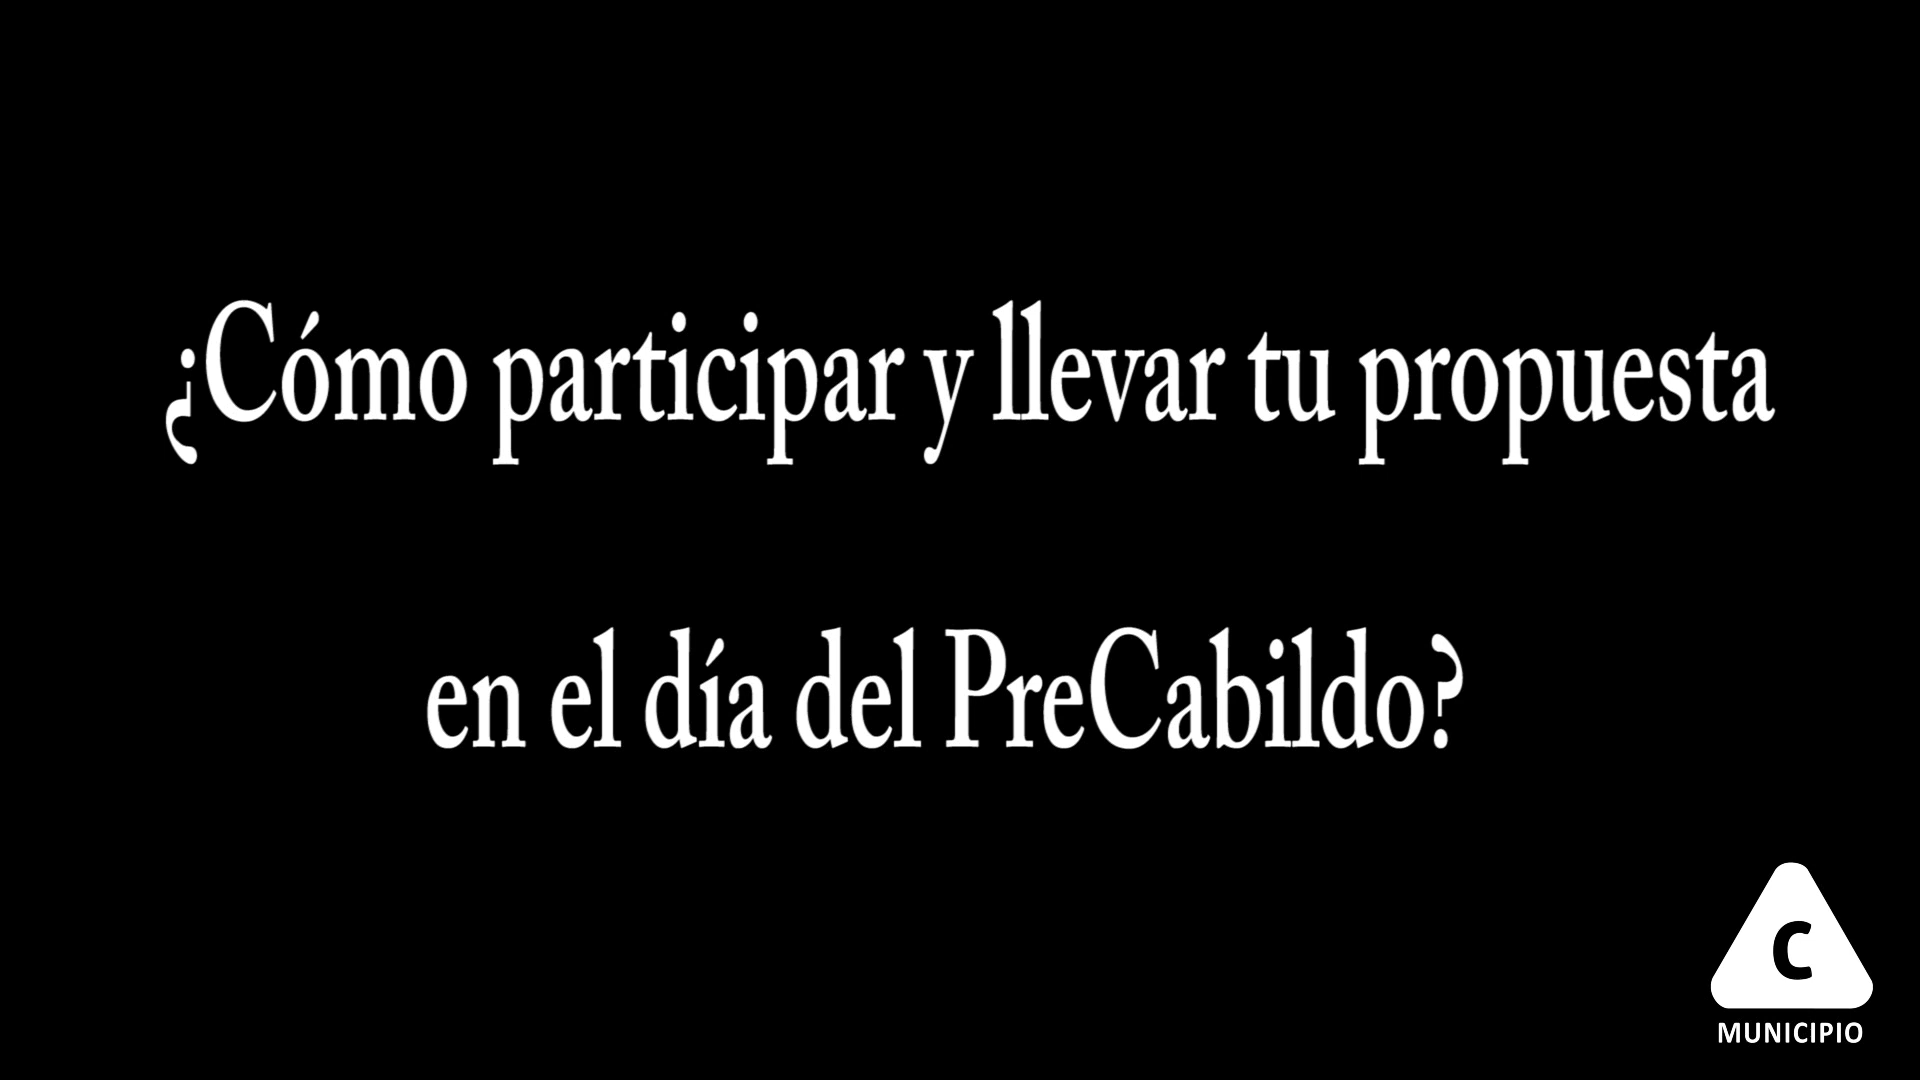 ¿Cómo participar y llevar tu propuesta
en el día del PreCabildo?
C
MUNICIPIO